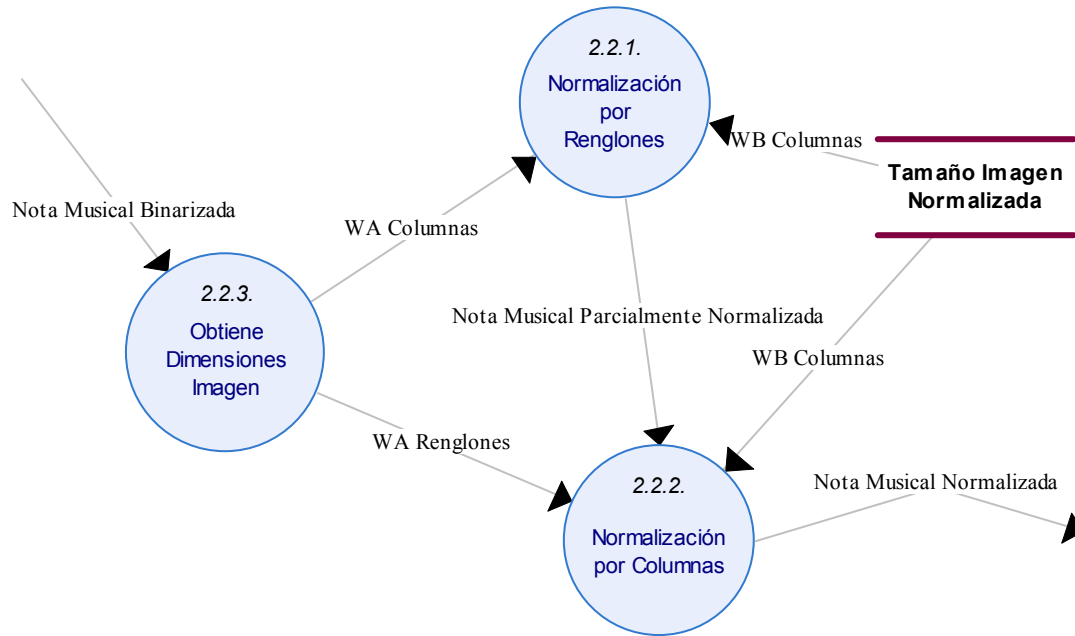 2.2.1.
Normalización
por
Renglones
WB Columnas
Tamaño Imagen
Normalizada
Nota Musical Binarizada
WA Columnas
2.2.3.
Obtiene
Dimensiones
Imagen
Nota Musical Parcialmente Normalizada
WB Columnas
WA Renglones
2.2.2.
Normalización
por Columnas
Nota Musical Normalizada